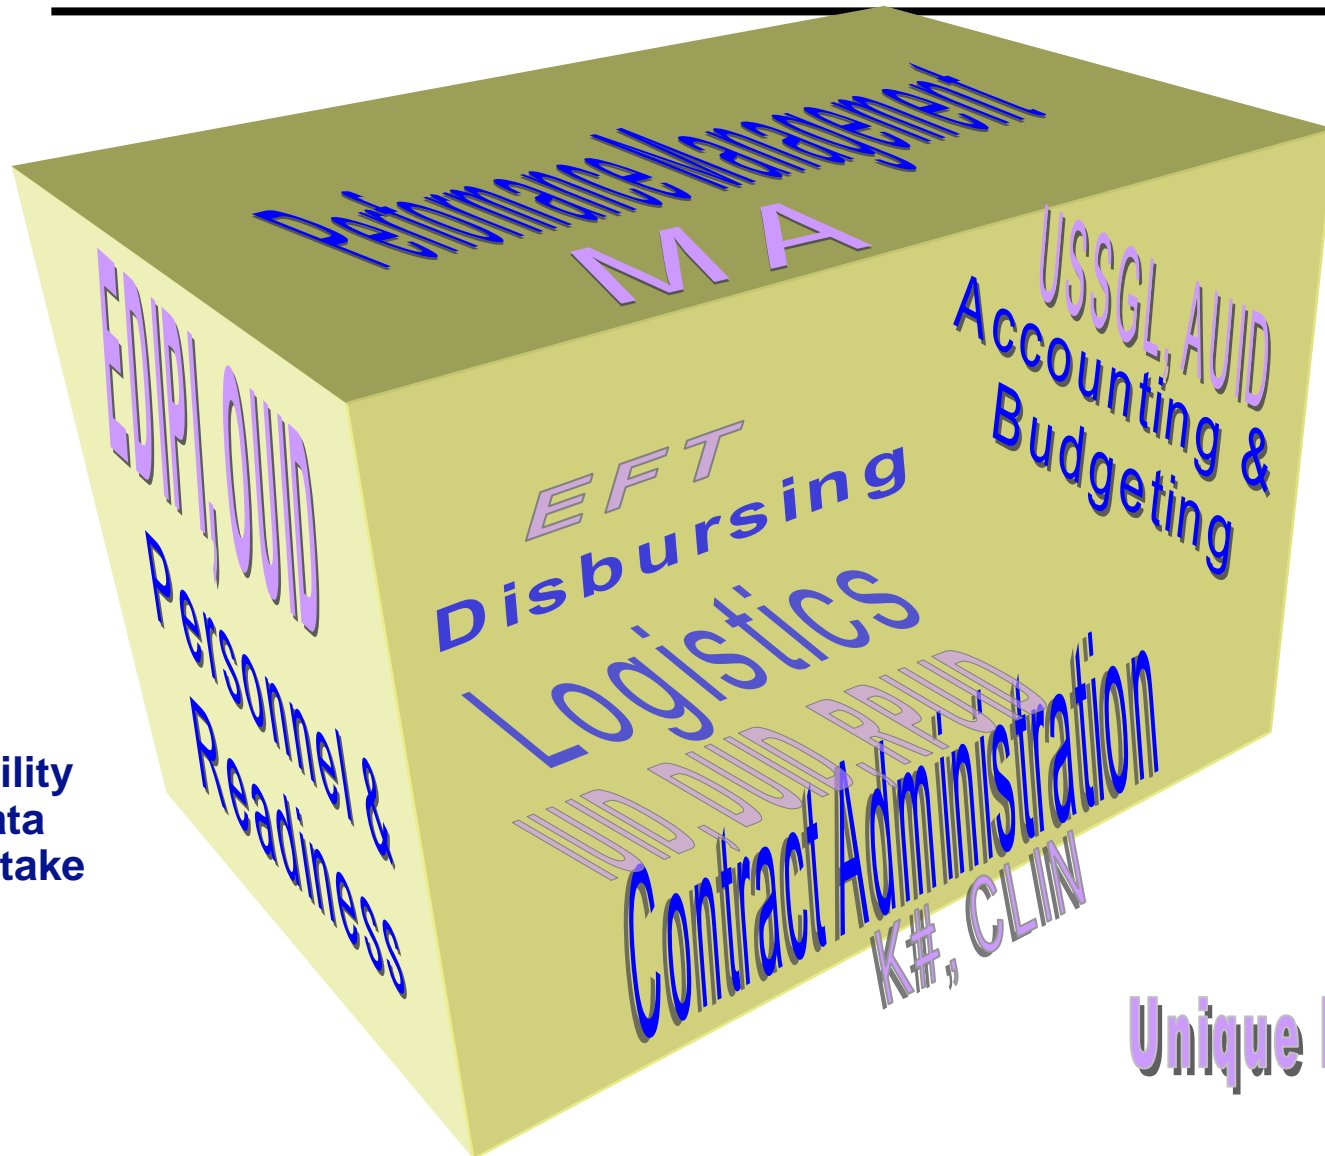 Performance Management
M A
USSGL, AUID
Accounting &
Budgeting
EDIPI, OUID
Personnel &
Readiness
EFT
Disbursing
Logistics
IUID, DUID, RPUID
Contract Administration
K#, CLIN
ility
ata
take
Unique